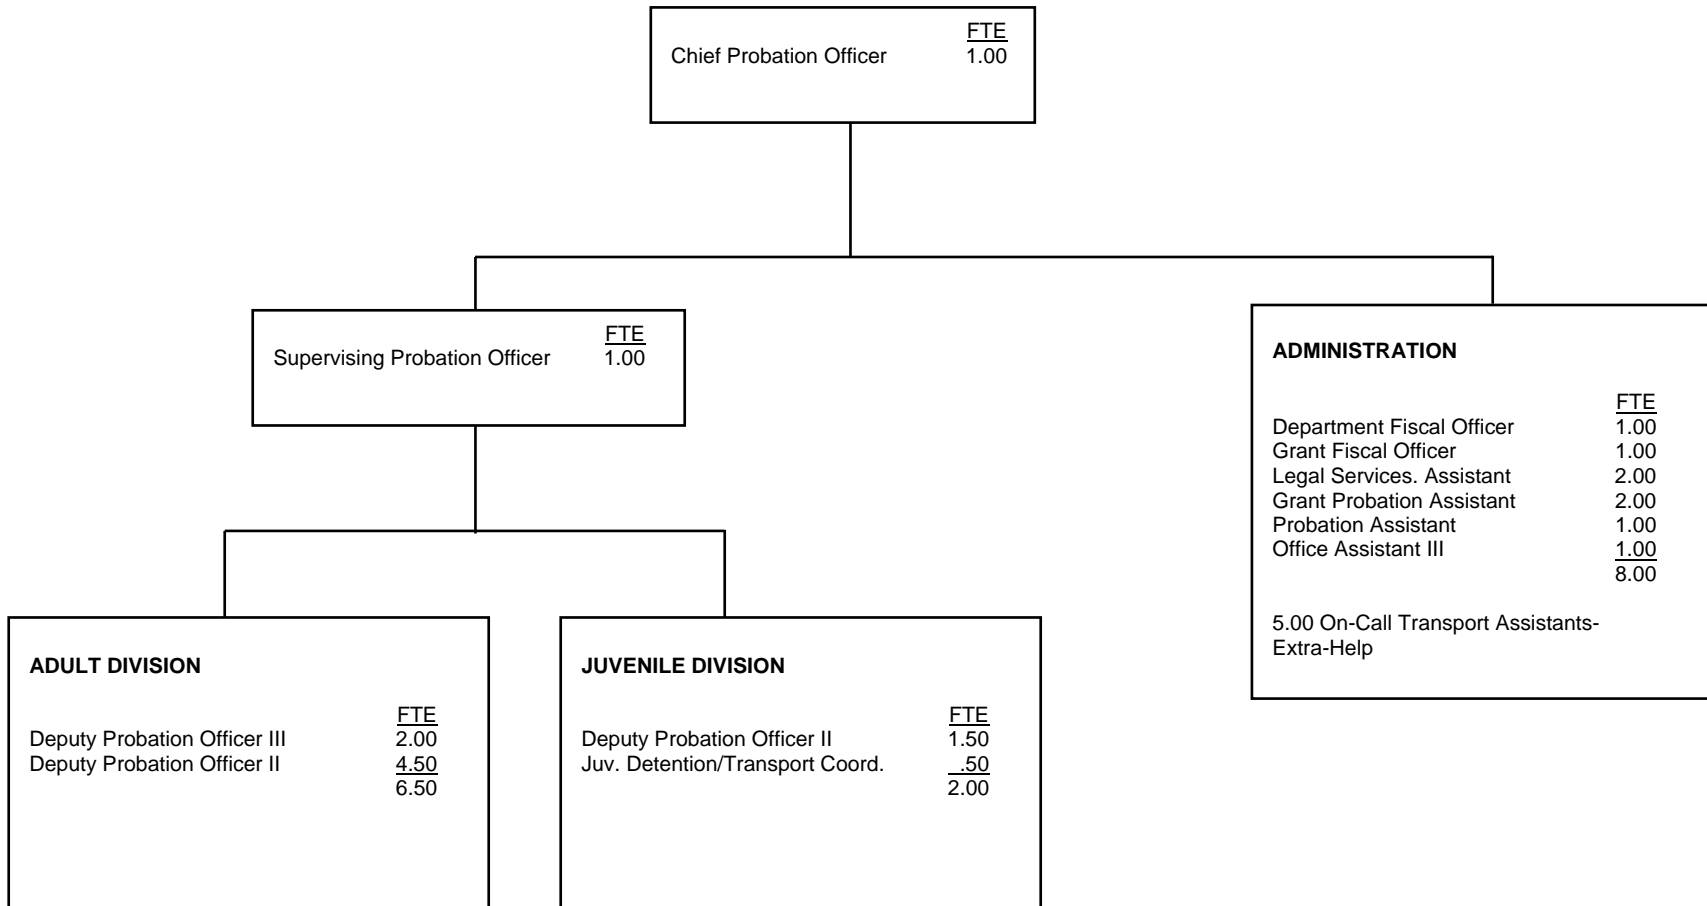 FTE
Chief Probation Officer 1.00
FTE
Supervising Probation Officer 1.00
ADMINISTRATION
FTE
Department Fiscal Officer 1.00
Grant Fiscal Officer 1.00
Legal Services. Assistant 2.00
Grant Probation Assistant 2.00
Probation Assistant 1.00
Office Assistant III 1.00
8.00
5.00 On-Call Transport Assistants-
Extra-Help
ADULT DIVISION
FTE
Deputy Probation Officer III 2.00
Deputy Probation Officer II 4.50
6.50
JUVENILE DIVISION
FTE
Deputy Probation Officer II 1.50
Juv. Detention/Transport Coord. .50
2.00